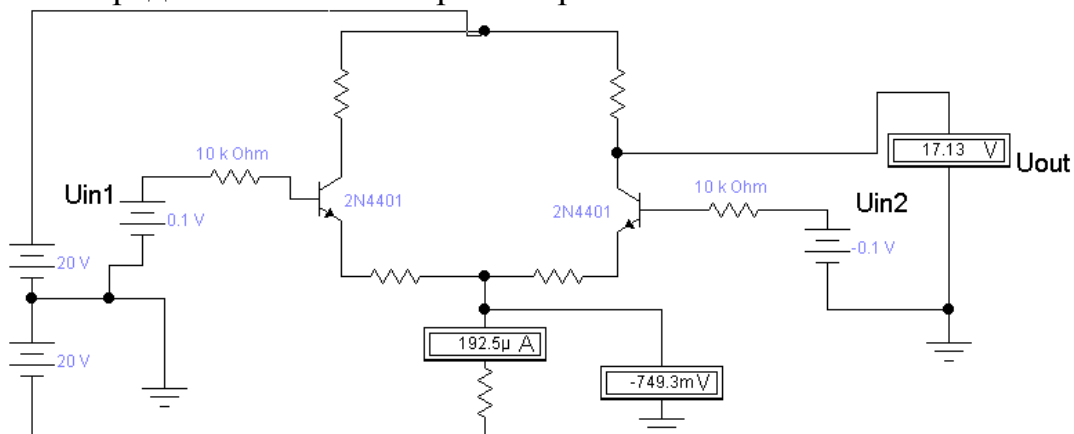 10 k Ohm
Uin1
0.1 V
2N4401
20 V
20 V
17.13 V
Uout
10 k Ohm
2N4401
Uin2
-0.1 V
192.5µ A
-749.3m V